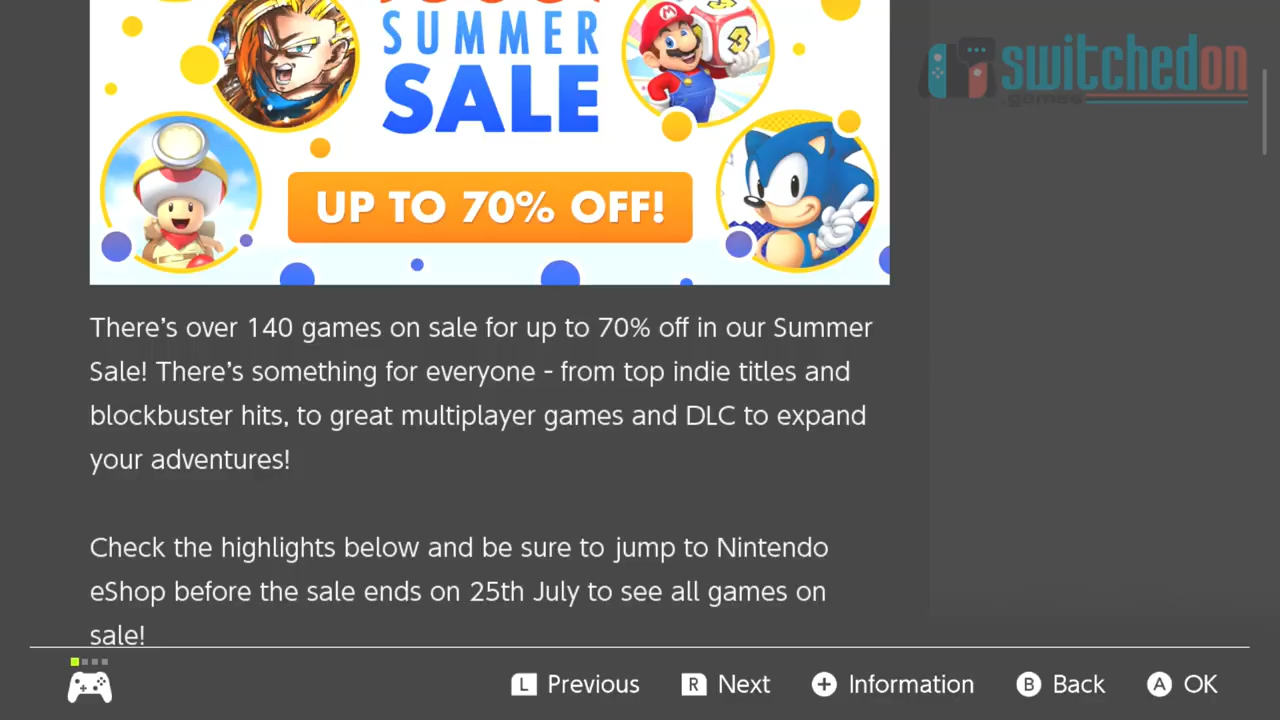 SUMMER
SALE
UP TO 70% OFF!
switchedon
.games
There's over 140 games on sale for up to 70% off in our Summer
Sale! There's something for everyone - from top indie titles and
blockbuster hits, to great multiplayer games and DLC to expand
your adventures!
Check the highlights below and be sure to jump to Nintendo
eShop before the sale ends on 25th July to see all games on
sale!
L Previous
R Next
+ Information
B Back
A OK